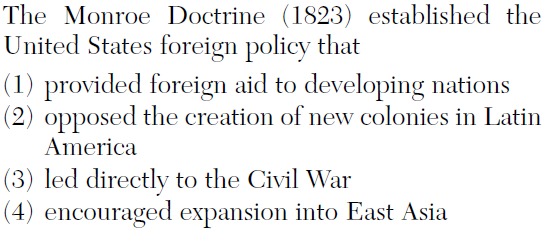 The Monroe Doctrine (1823) established the
United States foreign policy that
(1) provided foreign aid to developing nations
(2) opposed the creation of new colonies in Latin
America
(3) led directly to the Civil War
(4) encouraged expansion into East Asia